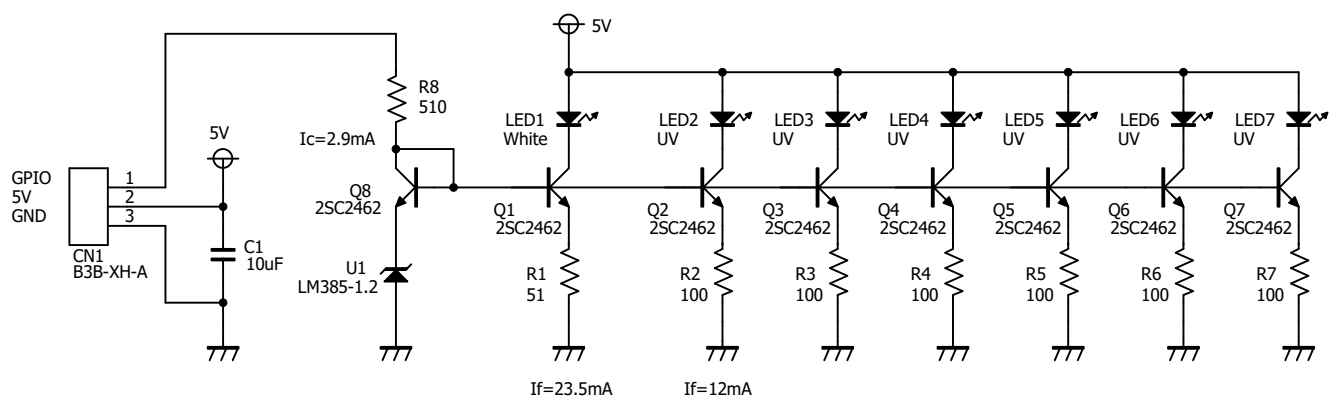 5V
R8
510
LED1
White
LED2
UV
LED3
UV
LED4
UV
LED5
UV
LED6
UV
LED7
UV
5V
Ic=2.9mA
GPIO
5V
GND
1
2
3
CN1
B3B-XH-A
C1
10uF
Q8
2SC2462
U1
LM385-1.2
Q1
2SC2462
Q2
2SC2462
Q3
2SC2462
Q4
2SC2462
Q5
2SC2462
Q6
2SC2462
Q7
2SC2462
R1
51
R2
100
R3
100
R4
100
R5
100
R6
100
R7
100
If=23.5mA
If=12mA